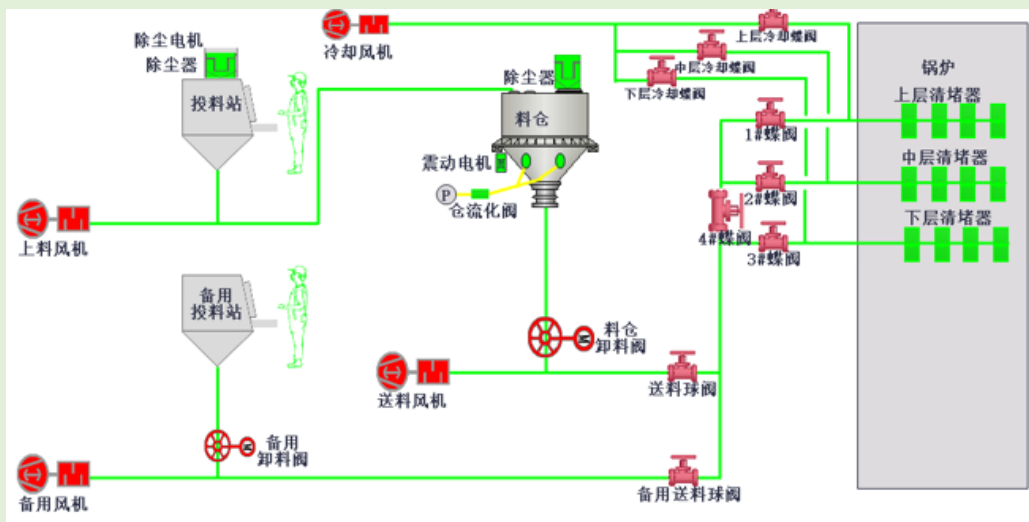 除尘电机
除尘器
投料站
上料风机
冷却风机
除尘器
料仓
震动电机
P
仓流化阀
上层冷却蝶阀
中层冷却蝶阀
下层冷却蝶阀
1#蝶阀
2#蝶阀
4#蝶阀
3#蝶阀
锅炉
上层清堵器
中层清堵器
下层清堵器
备用
投料站
M
料仓
卸料阀
送料风机
送料球阀
M
备用
卸料阀
备用风机
备用送料球阀